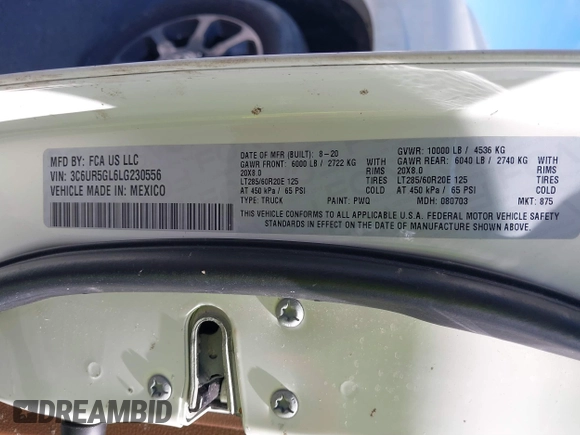 MFD BY: FCA US LLC
VIN: 3C6UR5GL6LG230556
VEHICLE MADE IN: MEXICO
DATE OF MFR (BUILT): 8-20
GAWR FRONT: 6000 LB / 2722 KG
20X8.0 RIMS
LT285/60R20E 125 TIRES
AT 450 kPa / 65 PSI COLD
TYPE: TRUCK PAINT: PWQ
GVWR: 10000 LB / 4536 KG
GAWR REAR: 6040 LB / 2740 KG
20X8.0 RIMS
LT285/60R20E 125 TIRES
AT 450 kPa / 65 PSI COLD
MDH: 080703 MKT: 875
THIS VEHICLE CONFORMS TO ALL APPLICABLE U.S.A. FEDERAL MOTOR VEHICLE SAFETY
STANDARDS IN EFFECT ON THE DATE OF MANUFACTURE SHOWN ABOVE
DREAMBID